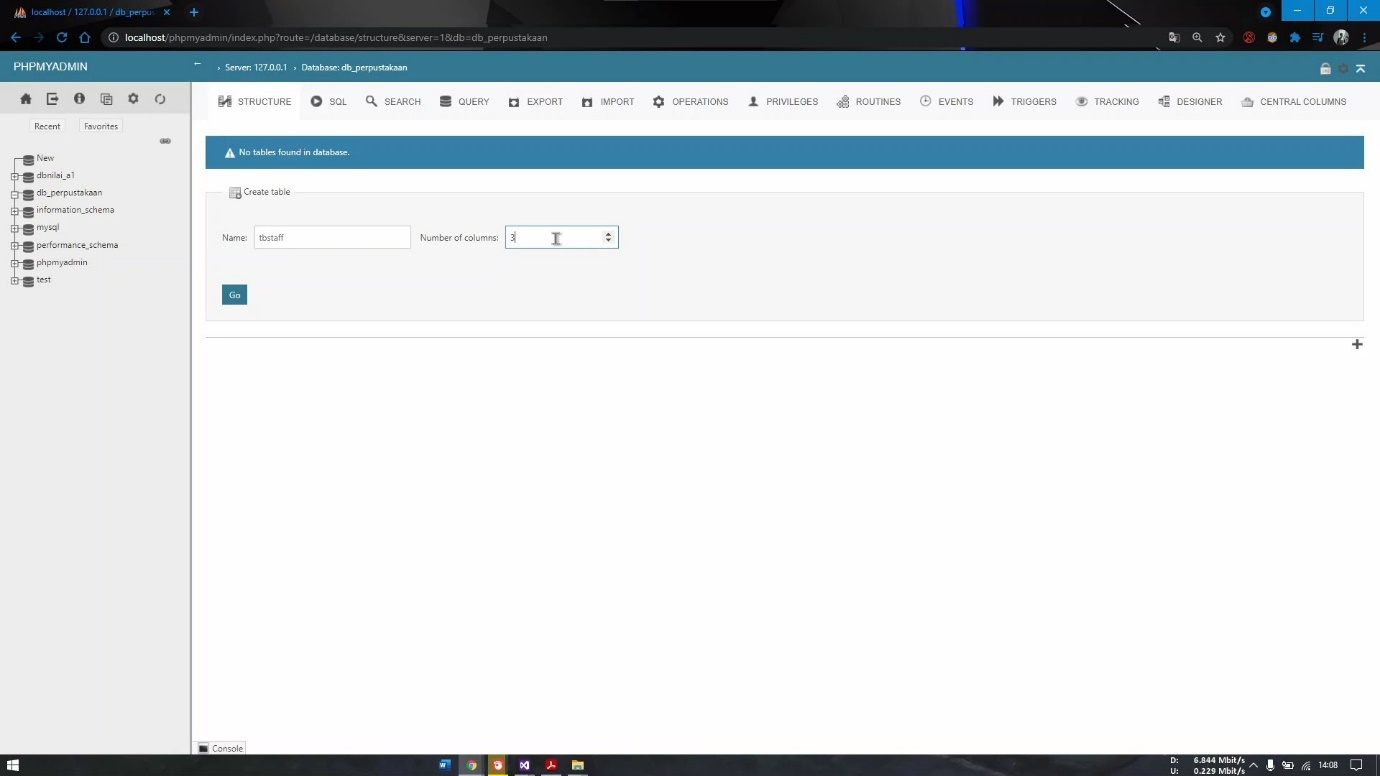 localhost / 127.0.0.1 / db_perpus
localhost/phpmyadmin/index.php?route=/database/structure&server=1&db=db_perpustakaan
PHPMYADMIN
Server: 127.0.0.1 › Database: db_perpustakaan
STRUCTURE SQL SEARCH QUERY EXPORT IMPORT OPERATIONS PRIVILEGES ROUTINES EVENTS TRIGGERS TRACKING DESIGNER CENTRAL COLUMNS
Recent Favorites
New
dbnilai_a1
db_perpustakaan
information_schema
mysql
performance_schema
phpmyadmin
test
No tables found in database.
Create table
Name: tbstaff Number of columns: 3
Go
Console
D: 6.844 Mbit/s
U: 0.229 Mbit/s
14:08